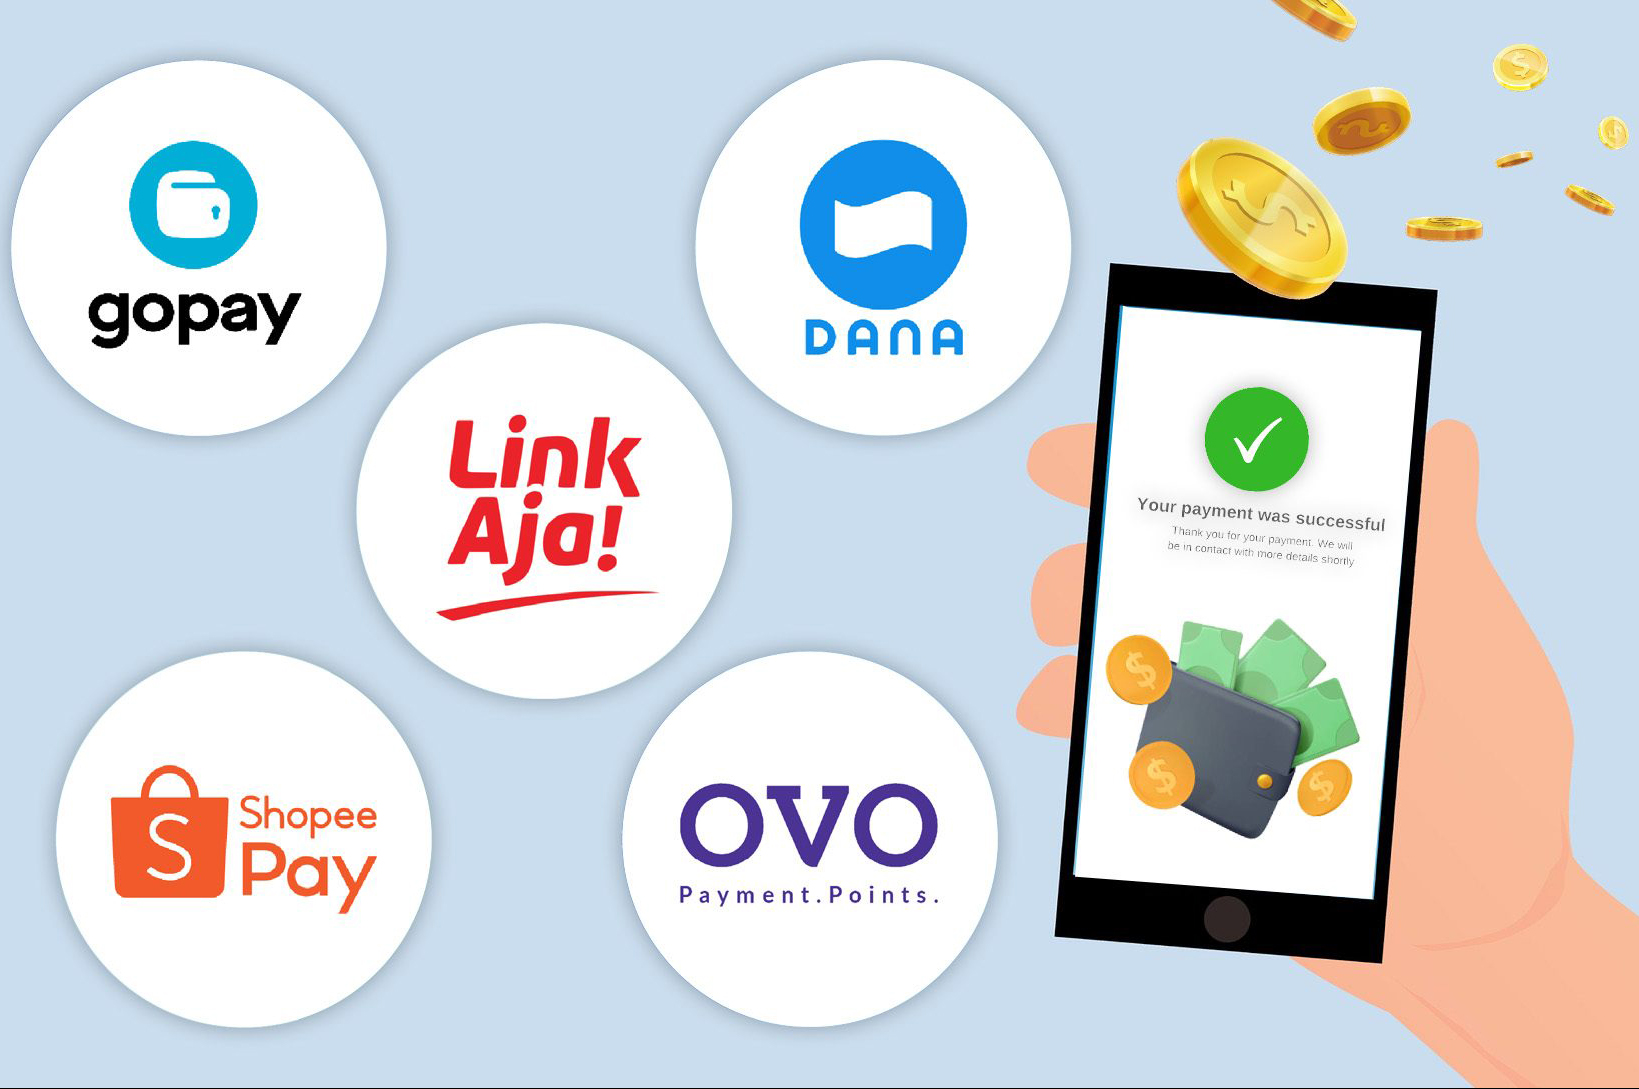 gopay
DANA
Link
Aja!
S
Shopee
Pay
OVO
Payment.Points.
Your payment was successful
Thank you for your payment. We will
be in contact with more details shortly